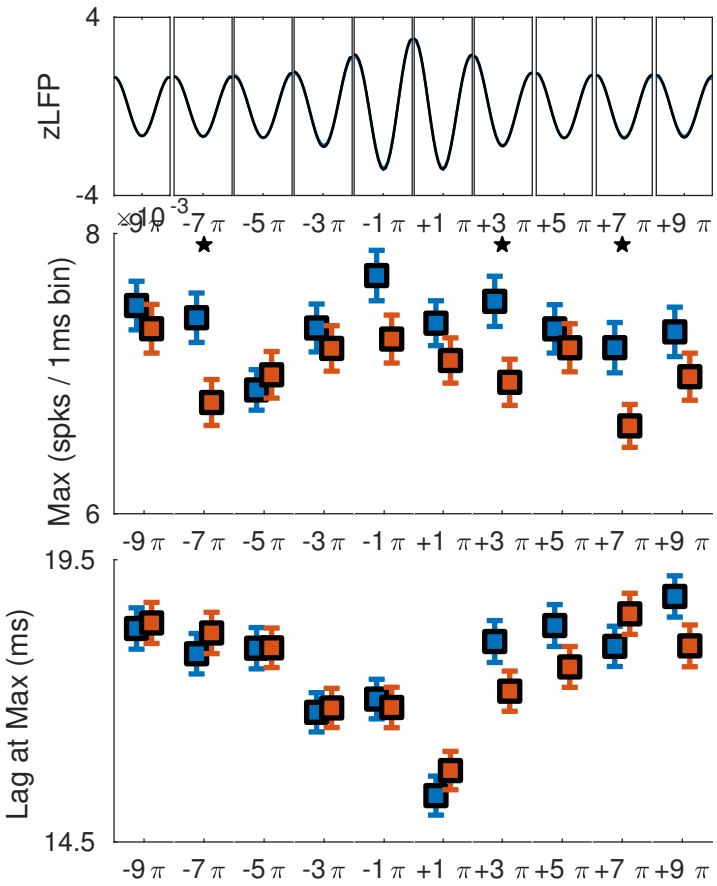 4
zLFP
-4
× 10 -3
-9 π -7 π -5 π -3 π -1 π +1 π +3 π +5 π +7 π +9 π
8
Max (spks / 1ms bin)
6
-9 π -7 π -5 π -3 π -1 π +1 π +3 π +5 π +7 π +9 π
19.5
Lag at Max (ms)
14.5
-9 π -7 π -5 π -3 π -1 π +1 π +3 π +5 π +7 π +9 π